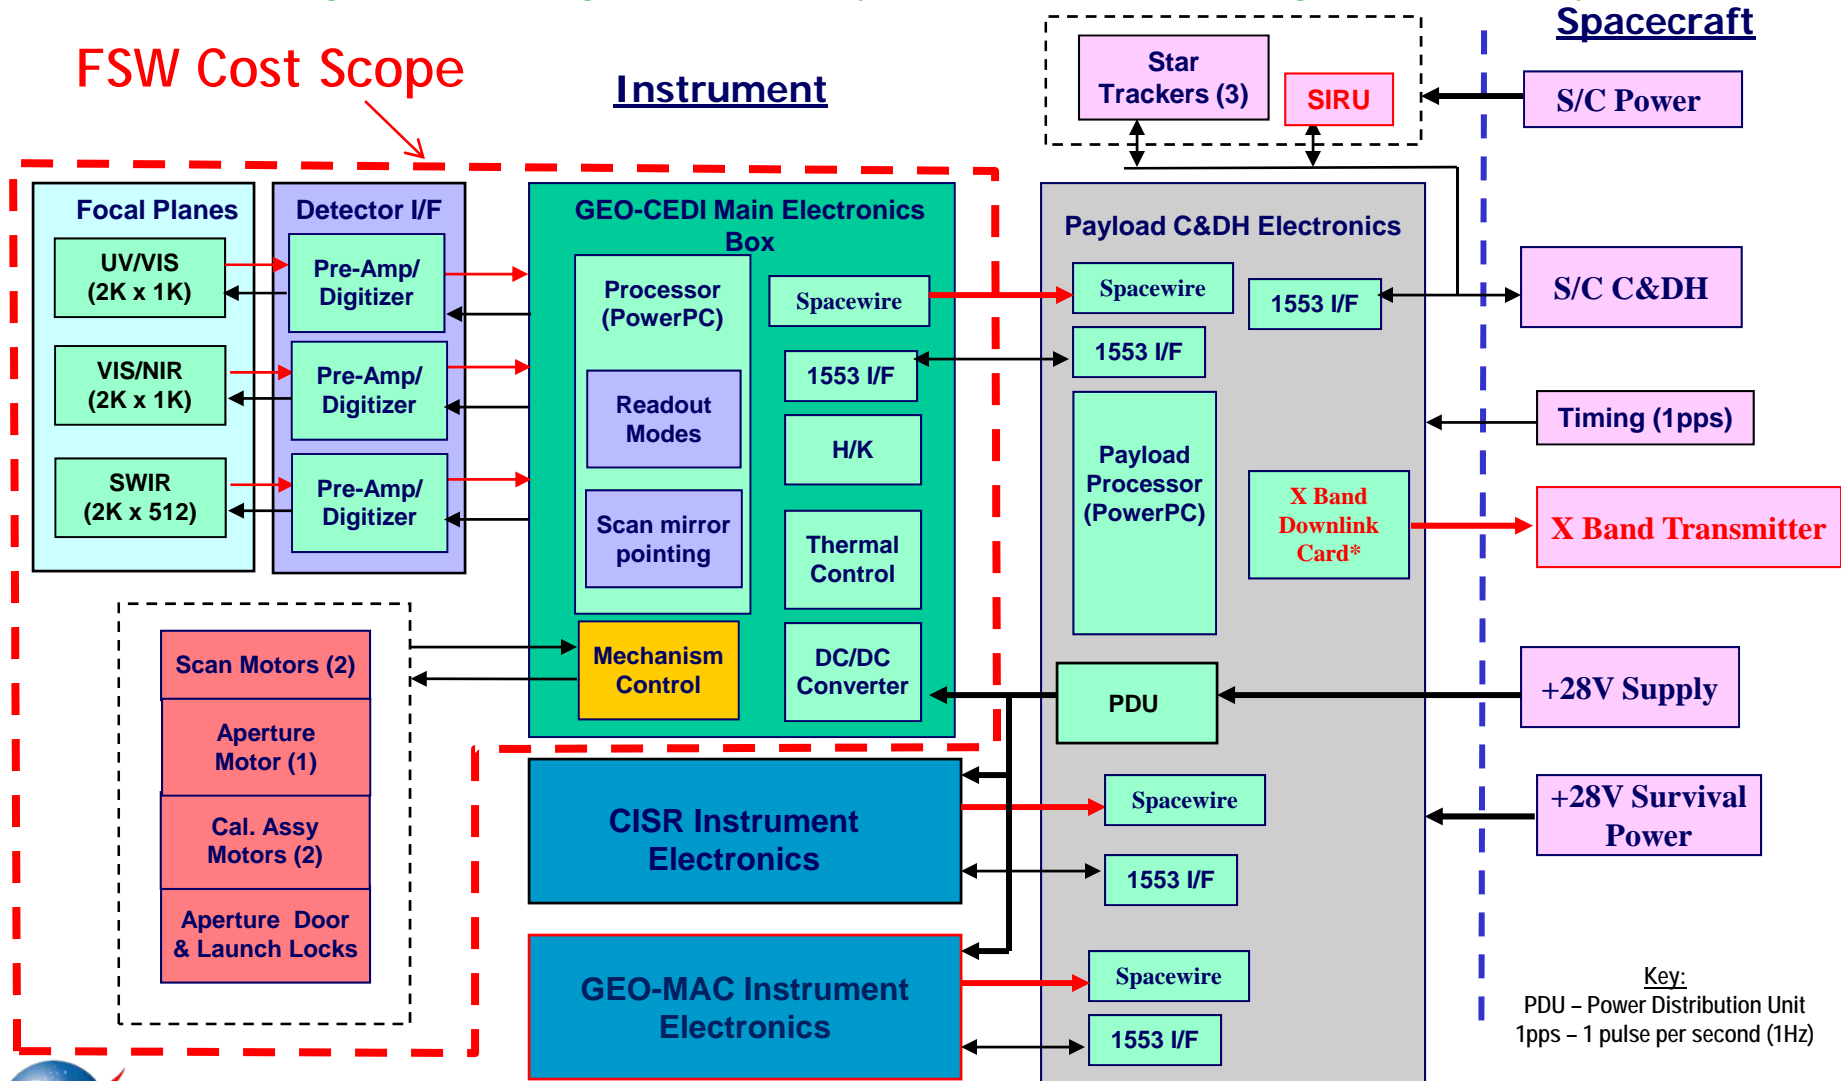 Spacecraft
FSW Cost Scope
Instrument
Star
Trackers (3)
SIRU
S/C Power
Focal Planes
UV/VIS
(2K x 1K)
VIS/NIR
(2K x 1K)
SWIR
(2K x 512)
Detector I/F
Pre-Amp/
Digitizer
Pre-Amp/
Digitizer
Pre-Amp/
Digitizer
GEO-CEDI Main Electronics
Box
Processor
(PowerPC)
Readout
Modes
Scan mirror
pointing
Mechanism
Control
Spacewire
1553 I/F
H/K
Thermal
Control
DC/DC
Converter
Payload C&DH Electronics
Spacewire
1553 I/F
1553 I/F
Payload
Processor
(PowerPC)
X Band
Downlink
Card*
PDU
Spacewire
1553 I/F
Spacewire
1553 I/F
S/C C&DH
Timing (1pps)
X Band Transmitter
+28V Supply
+28V Survival
Power
Scan Motors (2)
Aperture
Motor (1)
Cal. Assy
Motors (2)
Aperture Door
& Launch Locks
CISR Instrument
Electronics
GEO-MAC Instrument
Electronics
Key:
PDU – Power Distribution Unit
1pps – 1 pulse per second (1Hz)